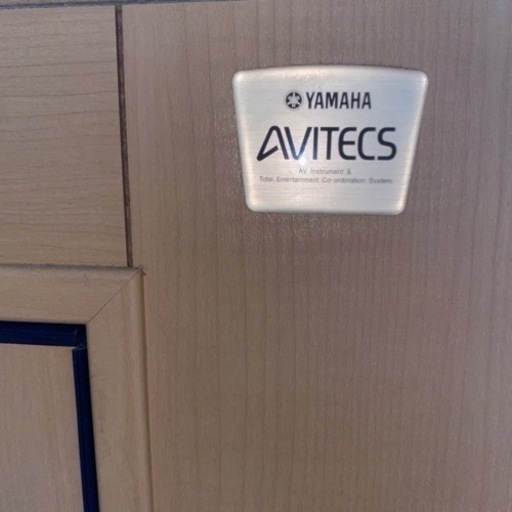 YAMAHA
AVITECS
AV Instrument &
Total Entertainment Co-ordination System